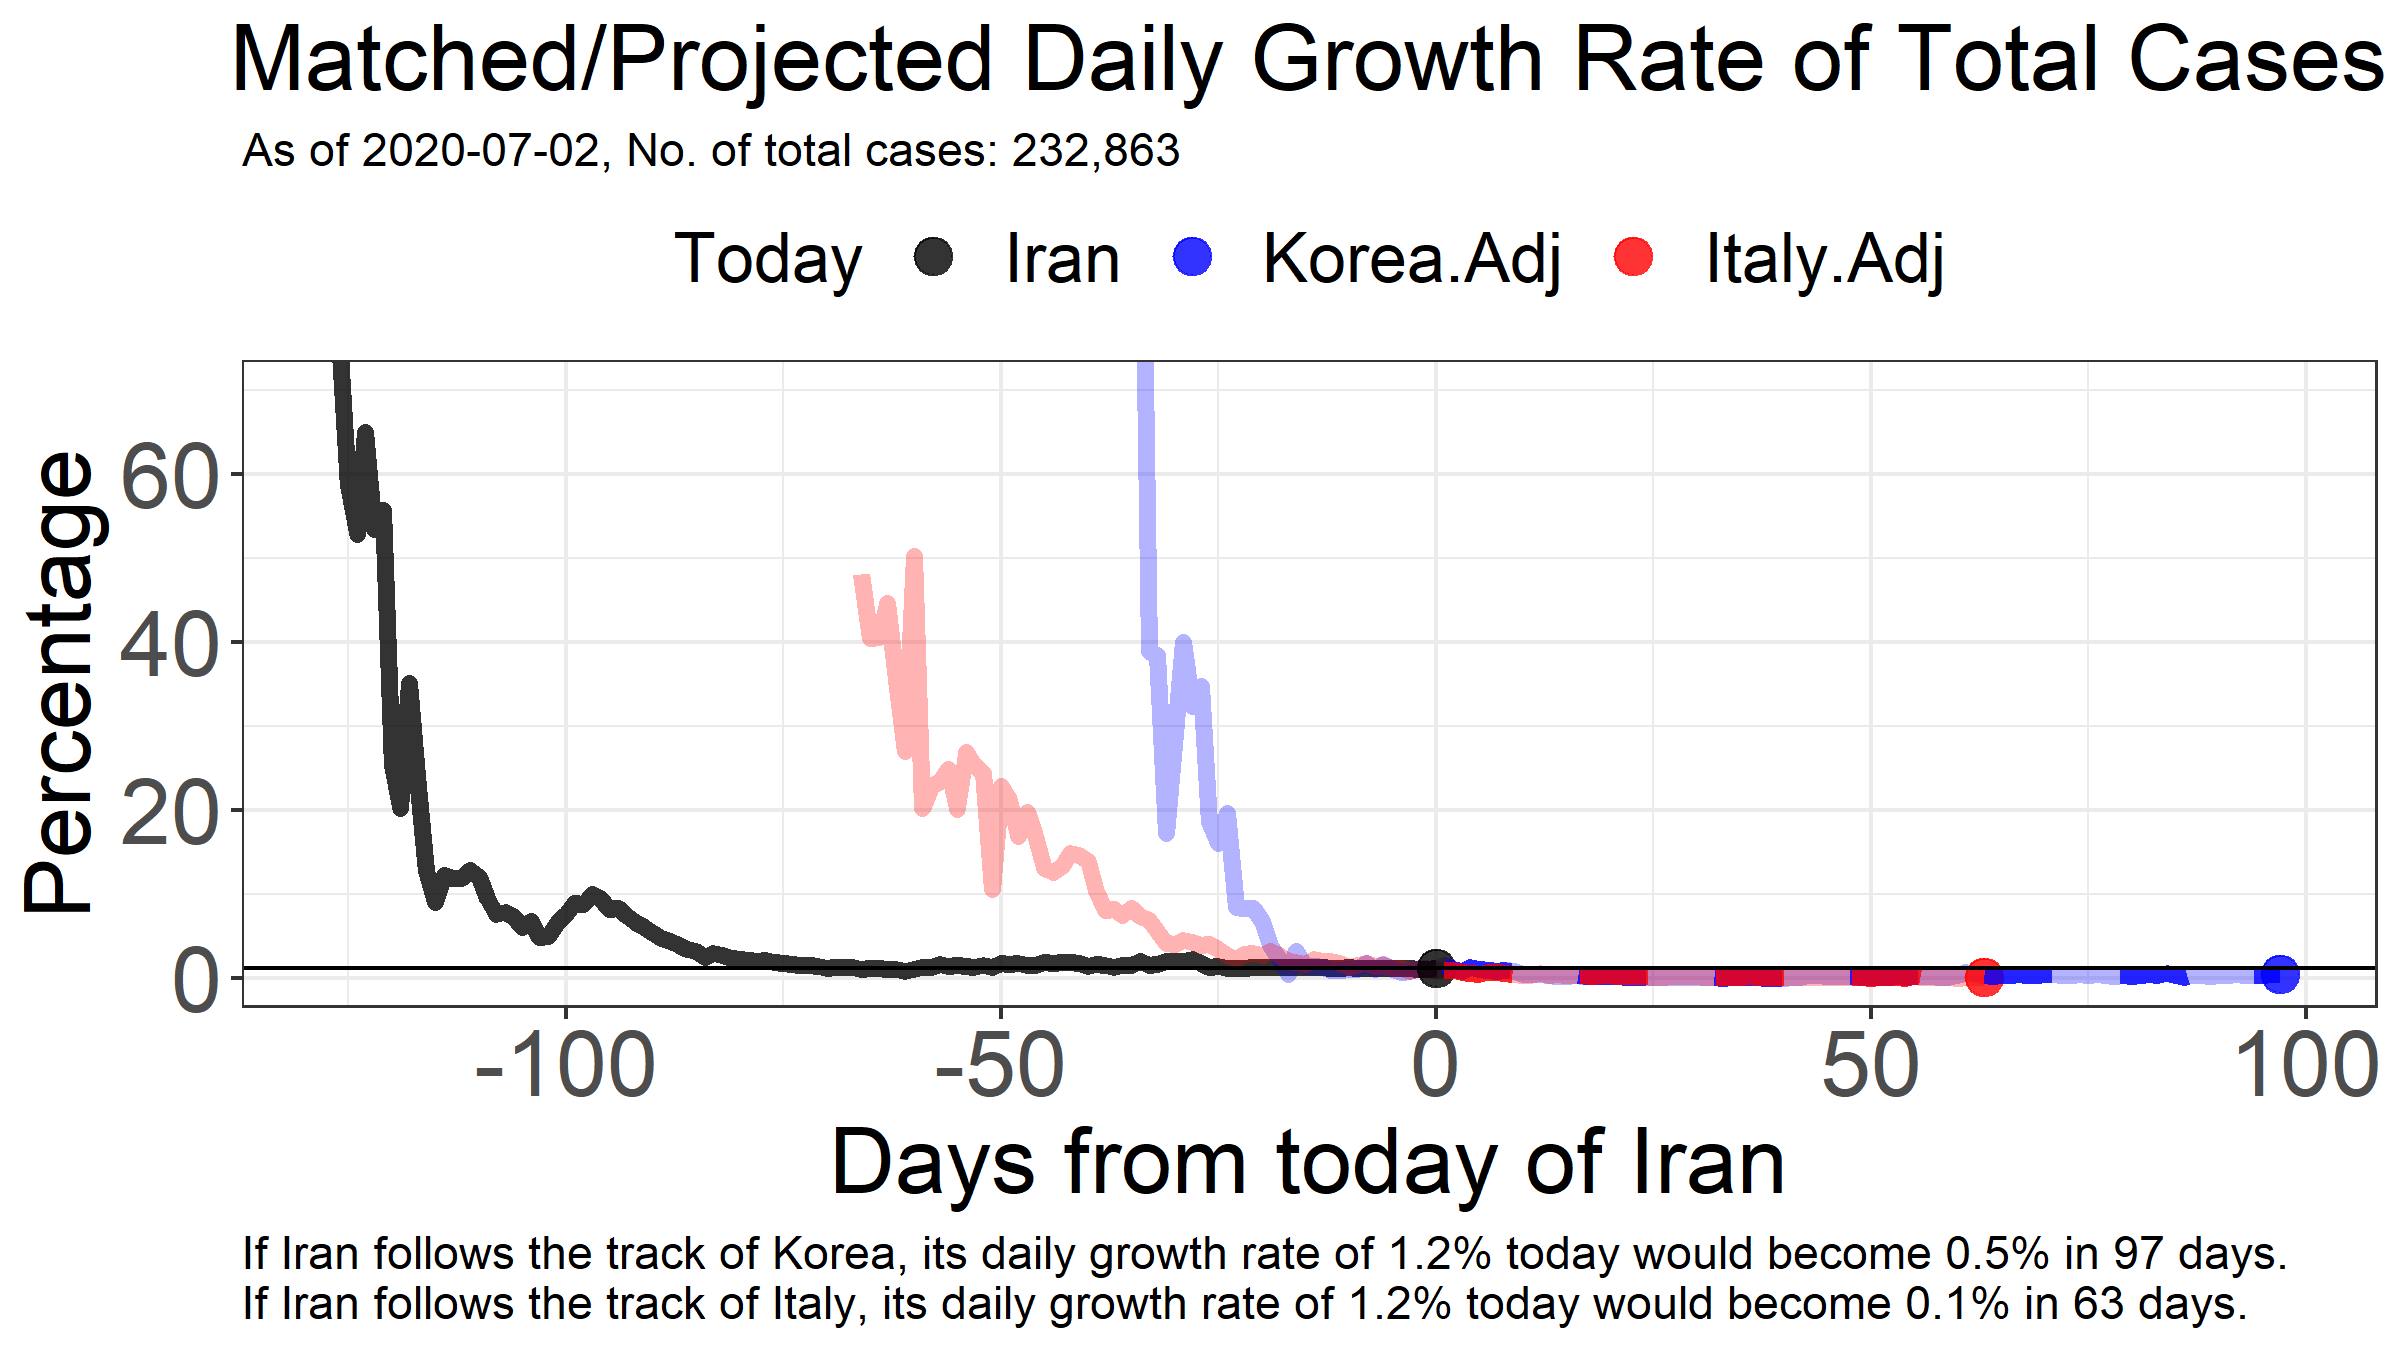 Matched/Projected Daily Growth Rate of Total Cases
As of 2020-07-02, No. of total cases: 232,863
Today Iran Korea.Adj Italy.Adj
Percentage
60
40
20
0
-100 -50 0 50 100
Days from today of Iran
If Iran follows the track of Korea, its daily growth rate of 1.2% today would become 0.5% in 97 days.
If Iran follows the track of Italy, its daily growth rate of 1.2% today would become 0.1% in 63 days.